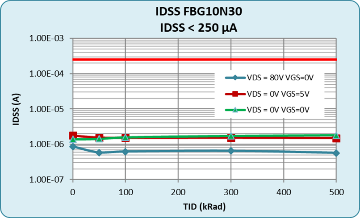 IDSS FBG10N30
IDSS < 250 µA
1.00E-03
1.00E-04
1.00E-05
1.00E-06
1.00E-07
IDSS (A)
VDS = 80V VGS=0V
VDS = 0V VGS=5V
VDS = 0V VGS=0V
0 100 200 300 400 500
TID (kRad)